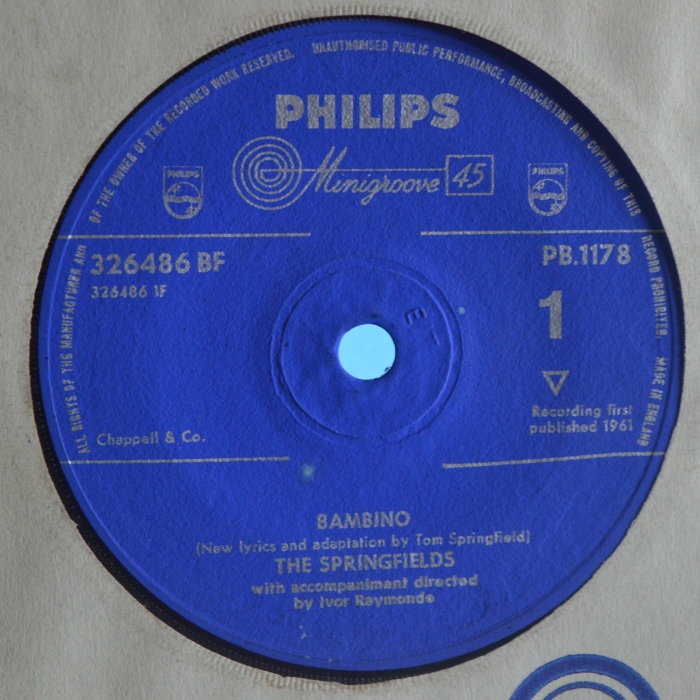 ALL RIGHTS OF THE MANUFACTURER AND OF THE OWNER OF THE RECORDED WORK RESERVED. UNAUTHORISED PUBLIC PERFORMANCE, BROADCASTING AND COPYING OF THIS RECORD PROHIBITED. MADE IN ENGLAND
PHILIPS
Minigroove 45
PHILIPS PHILIPS
326486 BF PB.1178
326486 1F
1
Recording first
published 1961
Chappell & Co.
BAMBINO
(New lyrics and adaptation by Tom Springfield)
THE SPRINGFIELDS
with accompaniment directed
by Ivor Raymonde